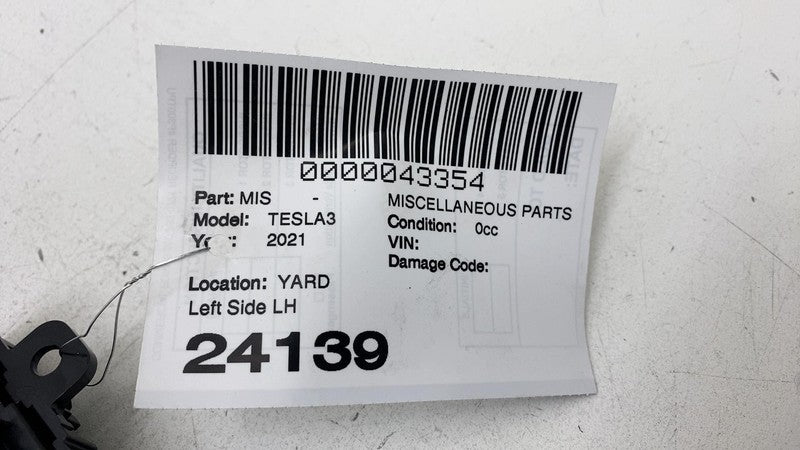 0000043354
Part: MIS - MISCELLANEOUS PARTS
Model: TESLA3 Condition: 0cc
2021 VIN:
Damage Code:
Location: YARD
Left Side LH
24139